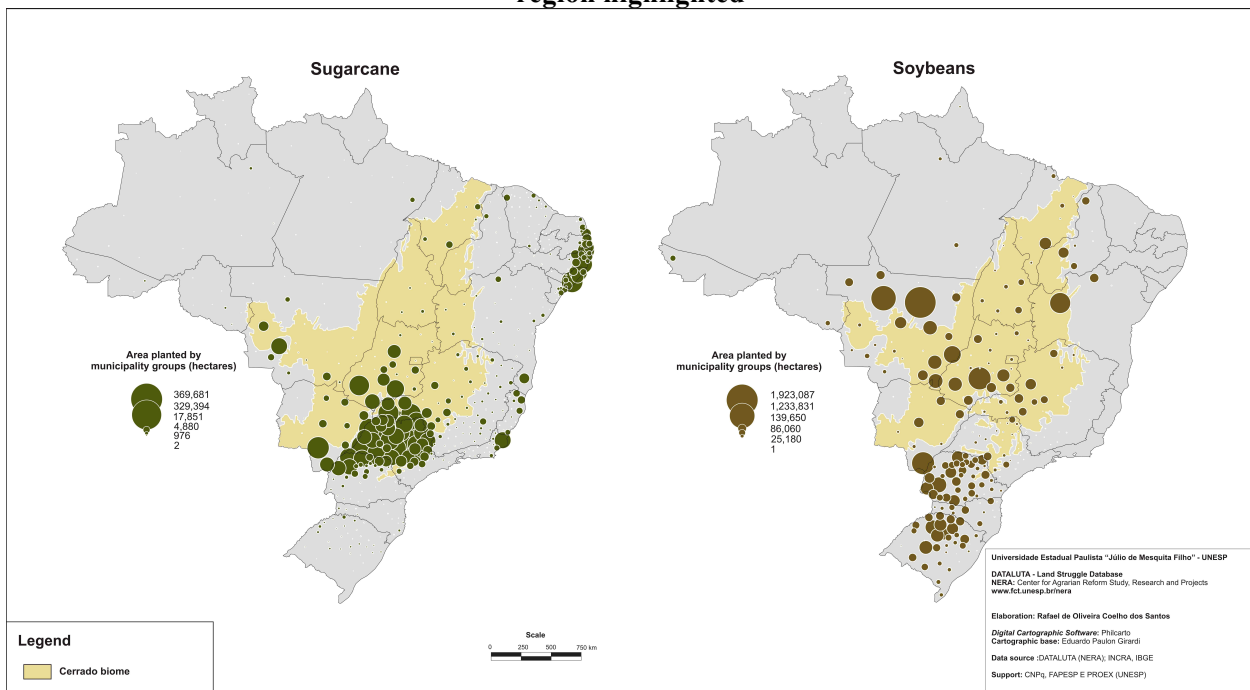 region highlighted
Sugarcane
Soybeans
Area planted by
municipality groups (hectares)
369,681
329,394
17,851
4,880
976
2
Area planted by
municipality groups (hectares)
1,923,087
1,233,831
139,650
86,060
25,180
1
Universidade Estadual Paulista "Júlio de Mesquita Filho" - UNESP
DATALUTA - Land Struggle Database
NERA: Center for Agrarian Reform Study, Research and Projects
www.fct.unesp.br/nera
Elaboration: Rafael de Oliveira Coelho dos Santos
Digital Cartographic Software: Philcarto
Cartographic base: Eduardo Paulon Girardi
Data source :DATALUTA (NERA); INCRA, IBGE
Support: CNPq, FAPESP E PROEX (UNESP)
Scale
0 250 500 750 km
Legend
Cerrado biome